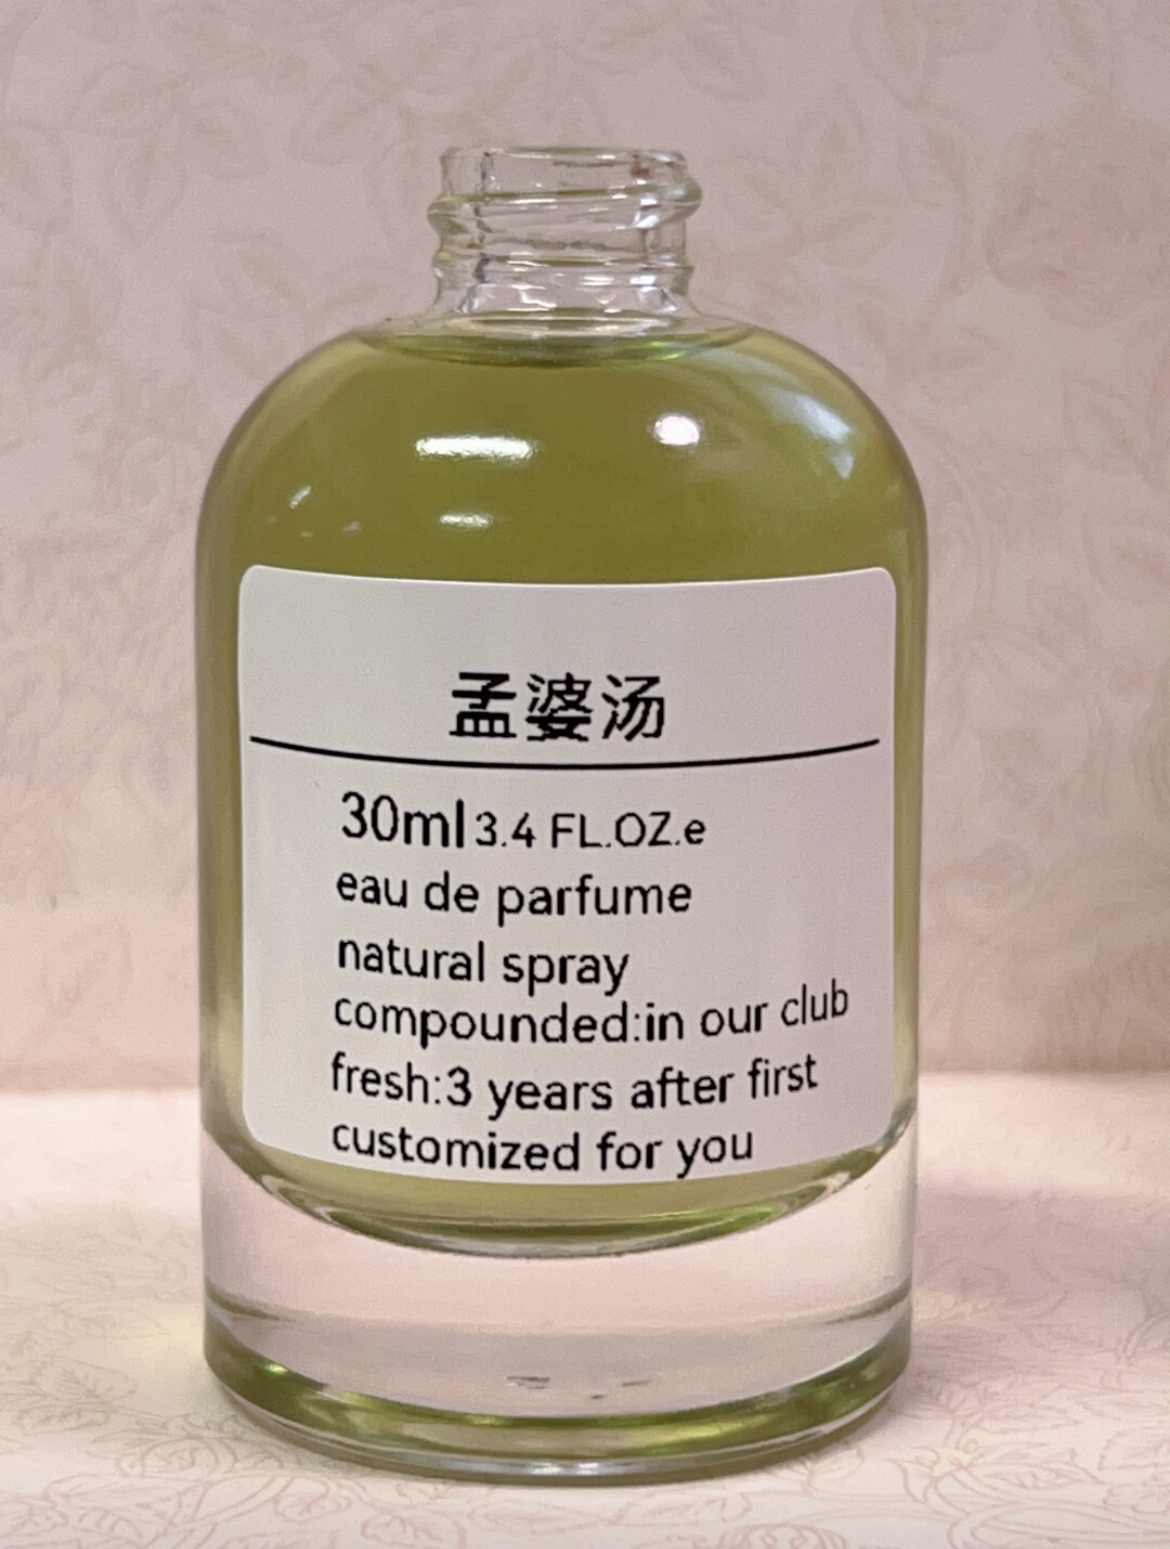 孟婆汤
30ml 3.4 FL.OZ.e
eau de parfume
natural spray
compounded:in our club
fresh:3 years after first
customized for you